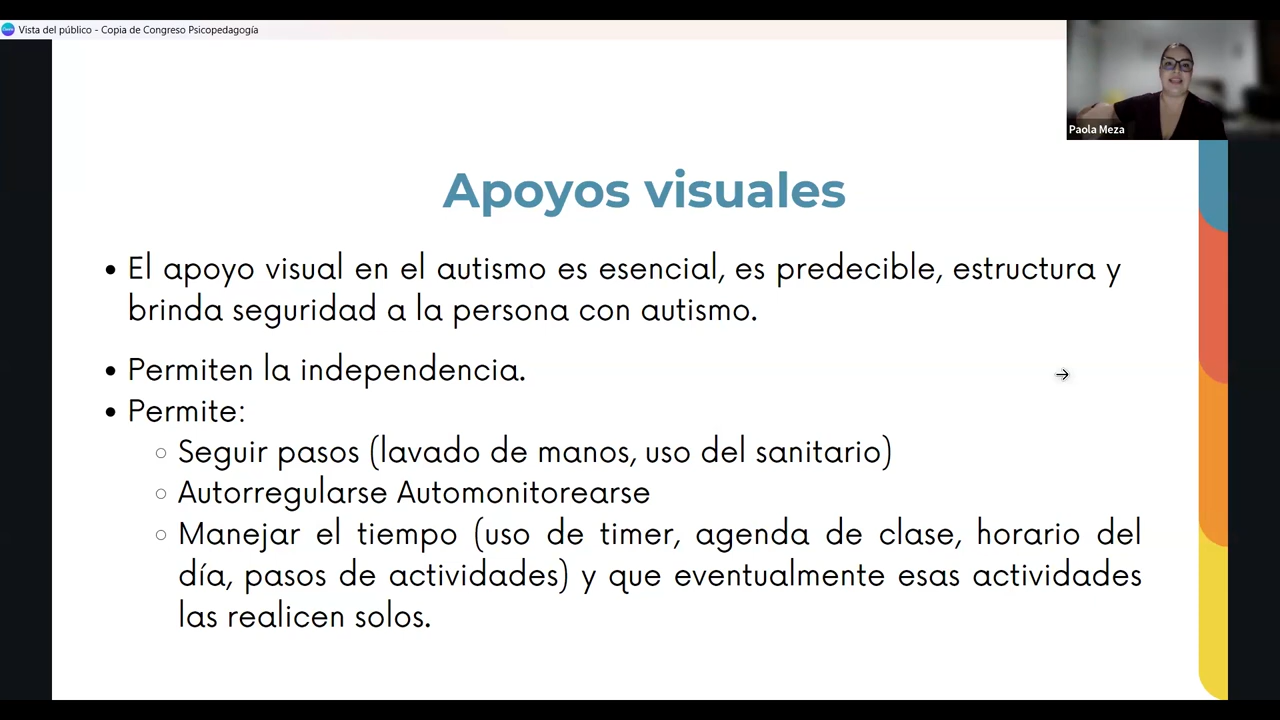 Vista del público - Copia de Congreso Psicopedagogía
Paola Meza
Apoyos visuales
• El apoyo visual en el autismo es esencial, es predecible, estructura y
brinda seguridad a la persona con autismo.
• Permiten la independencia.
• Permite:
○ Seguir pasos (lavado de manos, uso del sanitario)
○ Autorregularse Automonitorearse
○ Manejar el tiempo (uso de timer, agenda de clase, horario del
día, pasos de actividades) y que eventualmente esas actividades
las realicen solos.